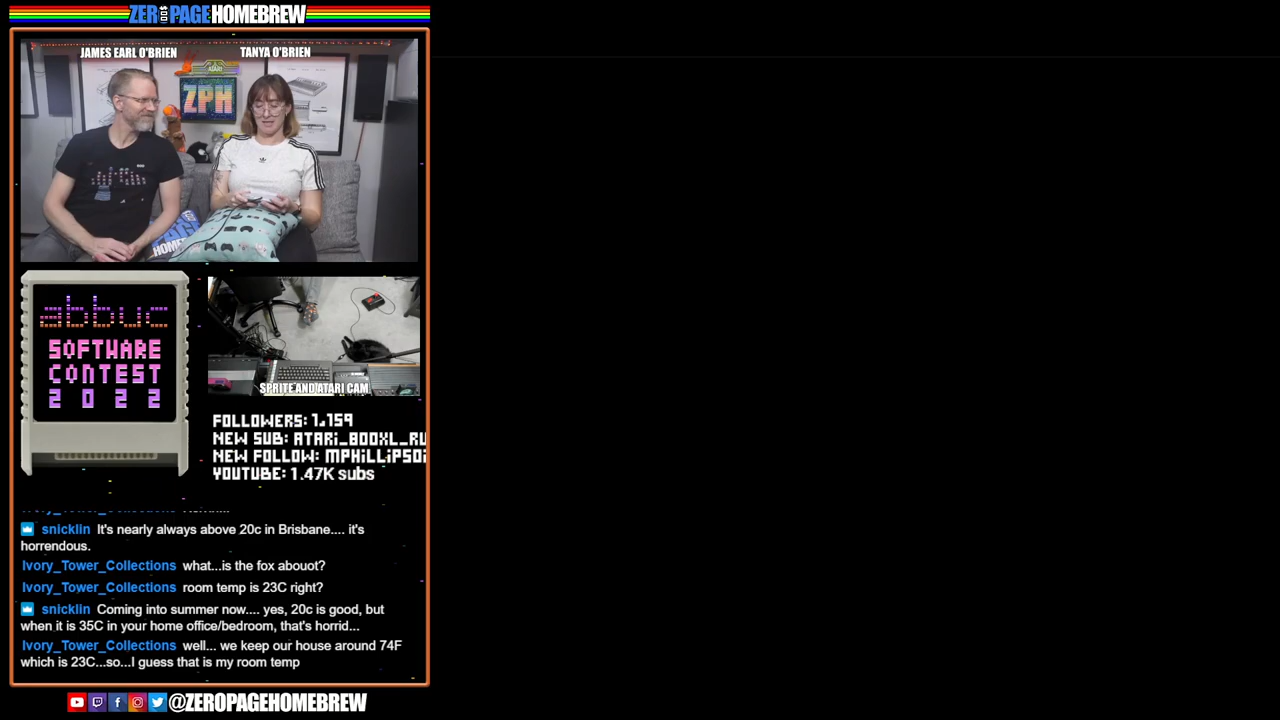 ZERO PAGE HOMEBREW
JAMES EARL O'BRIEN
TANYA O'BRIEN
ATARI
ZPH
abbuc
SOFTWARE
CONTEST
2022
SPRITE AND ATARI CAM
FOLLOWERS: 1,159
NEW SUB: ATARI_800XL_RU
NEW FOLLOW: MPHILLIPSO
YOUTUBE: 1.47K subs
snicklin It's nearly always above 20c in Brisbane.... it's
horrendous.
Ivory_Tower_Collections what...is the fox abouot?
Ivory_Tower_Collections room temp is 23C right?
snicklin Coming into summer now.... yes, 20c is good, but
when it is 35C in your home office/bedroom, that's horrid...
Ivory_Tower_Collections well... we keep our house around 74F
which is 23C...so...I guess that is my room temp
@ZEROPAGEHOMEBREW